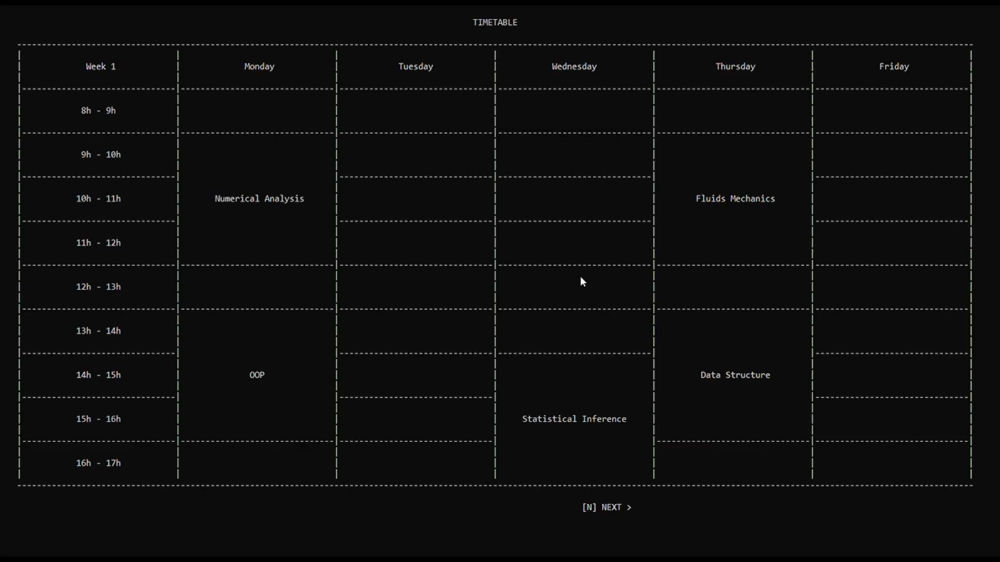 TIMETABLE
Week 1 Monday Tuesday Wednesday Thursday Friday
8h - 9h
9h - 10h
10h - 11h Numerical Analysis Fluids Mechanics
11h - 12h
12h - 13h
13h - 14h
14h - 15h OOP Data Structure
15h - 16h Statistical Inference
16h - 17h
[N] NEXT >